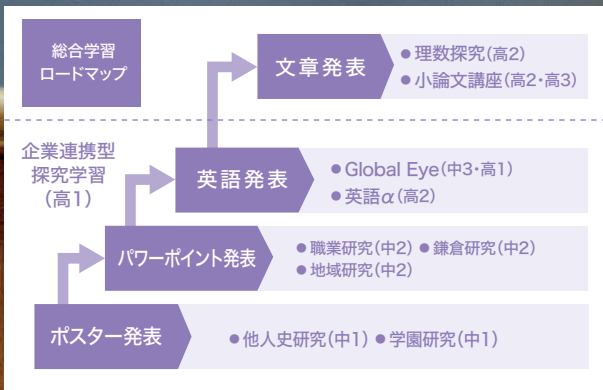 総合学習
ロードマップ
文章発表
●理数探究(高2)
●小論文講座(高2・高3)
企業連携型
探究学習
(高1)
英語発表
●Global Eye(中3・高1)
●英語α(高2)
パワーポイント発表
●職業研究(中2) ●鎌倉研究(中2)
●地域研究(中2)
ポスター発表
●他人史研究(中1) ●学園研究(中1)